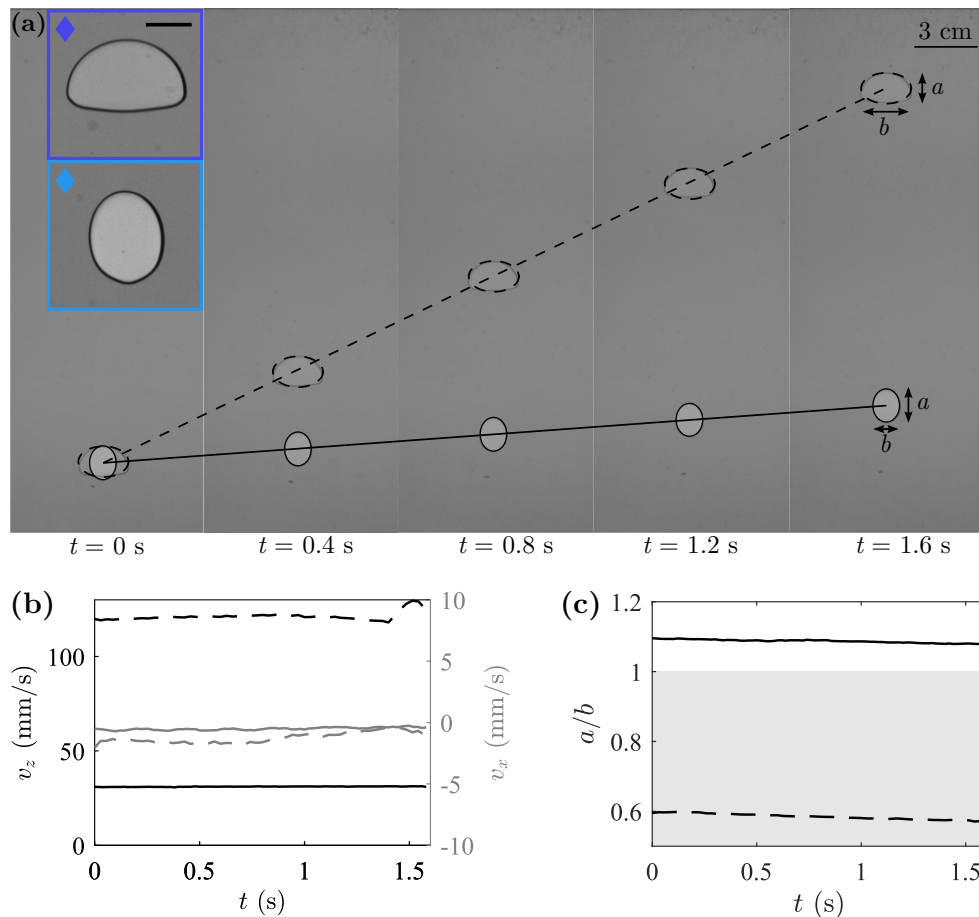 (a)
3 cm
a
b
a
b
t = 0 s
t = 0.4 s
t = 0.8 s
t = 1.2 s
t = 1.6 s
(b)
10
5
0
-5
-10
100
50
0
v_z (mm/s)
v_x (mm/s)
0
0.5
1
1.5
t (s)
(c)
1.2
1
0.8
0.6
a/b
0
0.5
1
1.5
t (s)